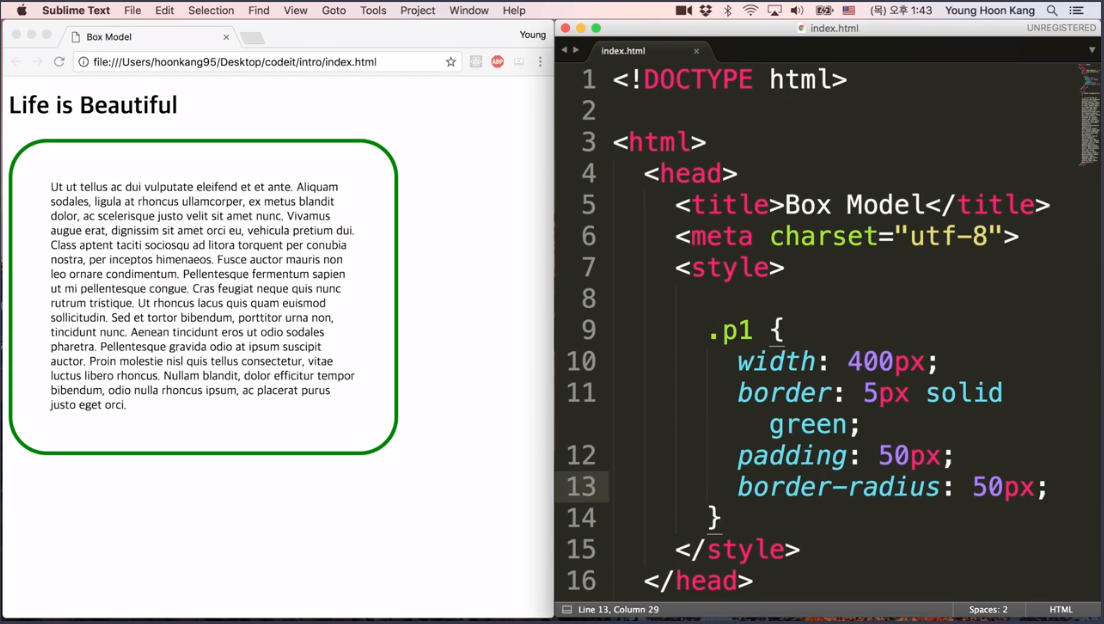 Sublime Text File Edit Selection Find View Goto Tools Project Window Help (목) 오후 1:43 Young Hoon Kang
Box Model
Young
file:///Users/hoonkang95/Desktop/codeit/intro/index.html
ABP
Life is Beautiful
Ut ut tellus ac dui vulputate eleifend et et ante. Aliquam
sodales, ligula at rhoncus ullamcorper, ex metus blandit
dolor, ac scelerisque justo velit sit amet nunc. Vivamus
augue erat, dignissim sit amet orci eu, vehicula pretium dui.
Class aptent taciti sociosqu ad litora torquent per conubia
nostra, per inceptos himenaeos. Fusce auctor mauris non
leo ornare condimentum. Pellentesque fermentum sapien
ut mi pellentesque congue. Cras feugiat neque quis nunc
rutrum tristique. Ut rhoncus lacus quis quam euismod
sollicitudin. Sed et tortor bibendum, porttitor urna non,
tincidunt nunc. Aenean tincidunt eros ut odio sodales
pharetra. Pellentesque gravida odio at ipsum suscipit
auctor. Proin molestie nisl quis tellus consectetur, vitae
luctus libero rhoncus. Nullam blandit, dolor efficitur tempor
bibendum, odio nulla rhoncus ipsum, ac placerat purus
justo eget orci.
index.html
UNREGISTERED
index.html
1 <!DOCTYPE html>
2
3 <html>
4 <head>
5 <title>Box Model</title>
6 <meta charset="utf-8">
7 <style>
8
9 .p1 {
10 width: 400px;
11 border: 5px solid
green;
12 padding: 50px;
13 border-radius: 50px;
14 }
15 </style>
16 </head>
Line 13, Column 29
Spaces: 2
HTML